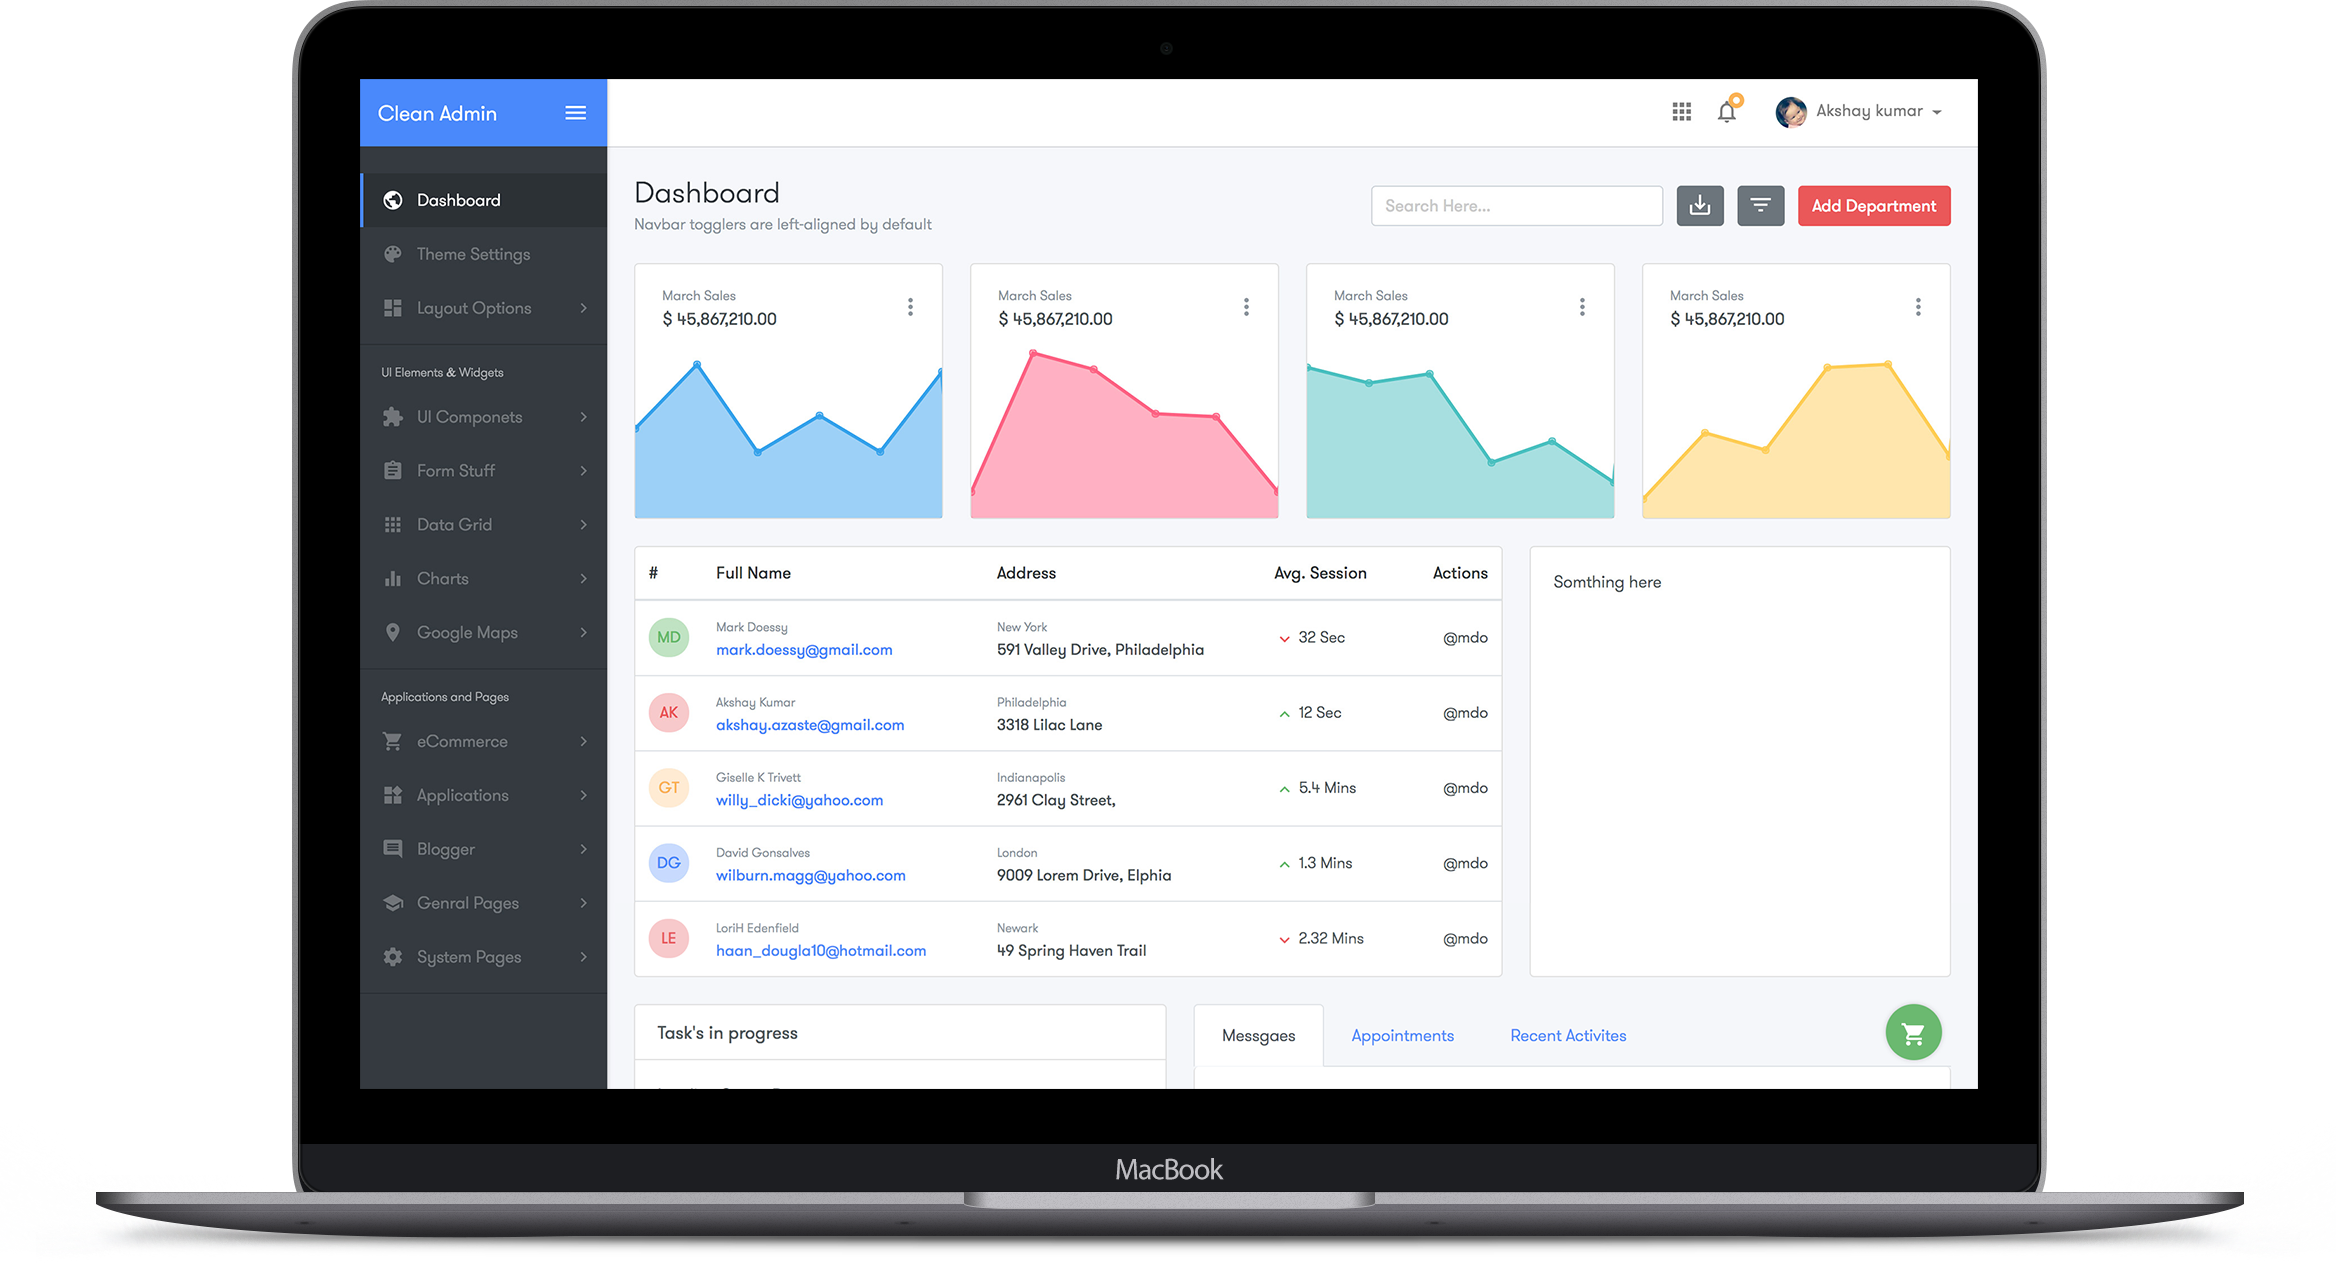 Clean Admin
Akshay kumar
Dashboard
Theme Settings
Layout Options
UI Elements & Widgets
UI Componets
Form Stuff
Data Grid
Charts
Google Maps
Applications and Pages
eCommerce
Applications
Blogger
Genral Pages
System Pages
Dashboard
Navbar togglers are left-aligned by default
Search Here...
Add Department
March Sales
$ 45,867,210.00
March Sales
$ 45,867,210.00
March Sales
$ 45,867,210.00
March Sales
$ 45,867,210.00
# Full Name Address Avg. Session Actions
MD
Mark Doessy
mark.doessy@gmail.com
New York
591 Valley Drive, Philadelphia
32 Sec
@mdo
AK
Akshay Kumar
akshay.azaste@gmail.com
Philadelphia
3318 Lilac Lane
12 Sec
@mdo
GT
Giselle K Trivett
willy_dicki@yahoo.com
Indianapolis
2961 Clay Street,
5.4 Mins
@mdo
DG
David Gonsalves
wilburn.magg@yahoo.com
London
9009 Lorem Drive, Elphia
1.3 Mins
@mdo
LE
LoriH Edenfield
haan_dougla10@hotmail.com
Newark
49 Spring Haven Trail
2.32 Mins
@mdo
Somthing here
Task's in progress
Messgaes
Appointments
Recent Activites
MacBook